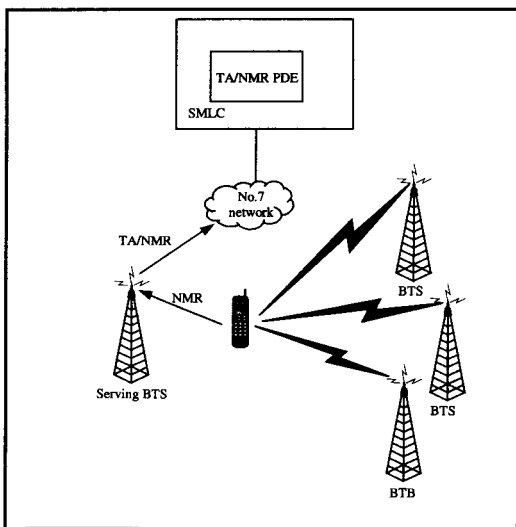 TA/NMR PDE
SMLC
No.7
network
TA/NMR
NMR
Serving BTS
BTS
BTS
BTB